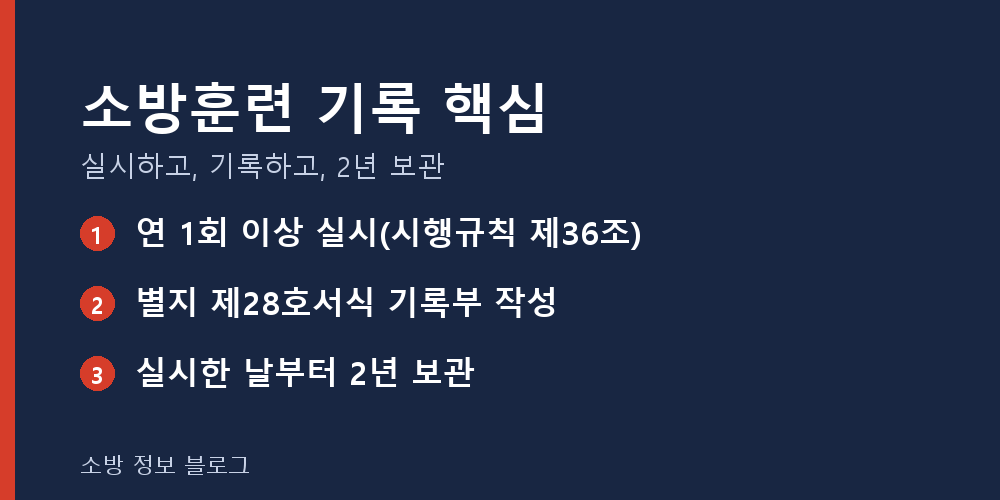 소방훈련 기록 핵심
실시하고, 기록하고, 2년 보관
1 연 1회 이상 실시(시행규칙 제36조)
2 별지 제28호서식 기록부 작성
3 실시한 날부터 2년 보관
소방 정보 블로그